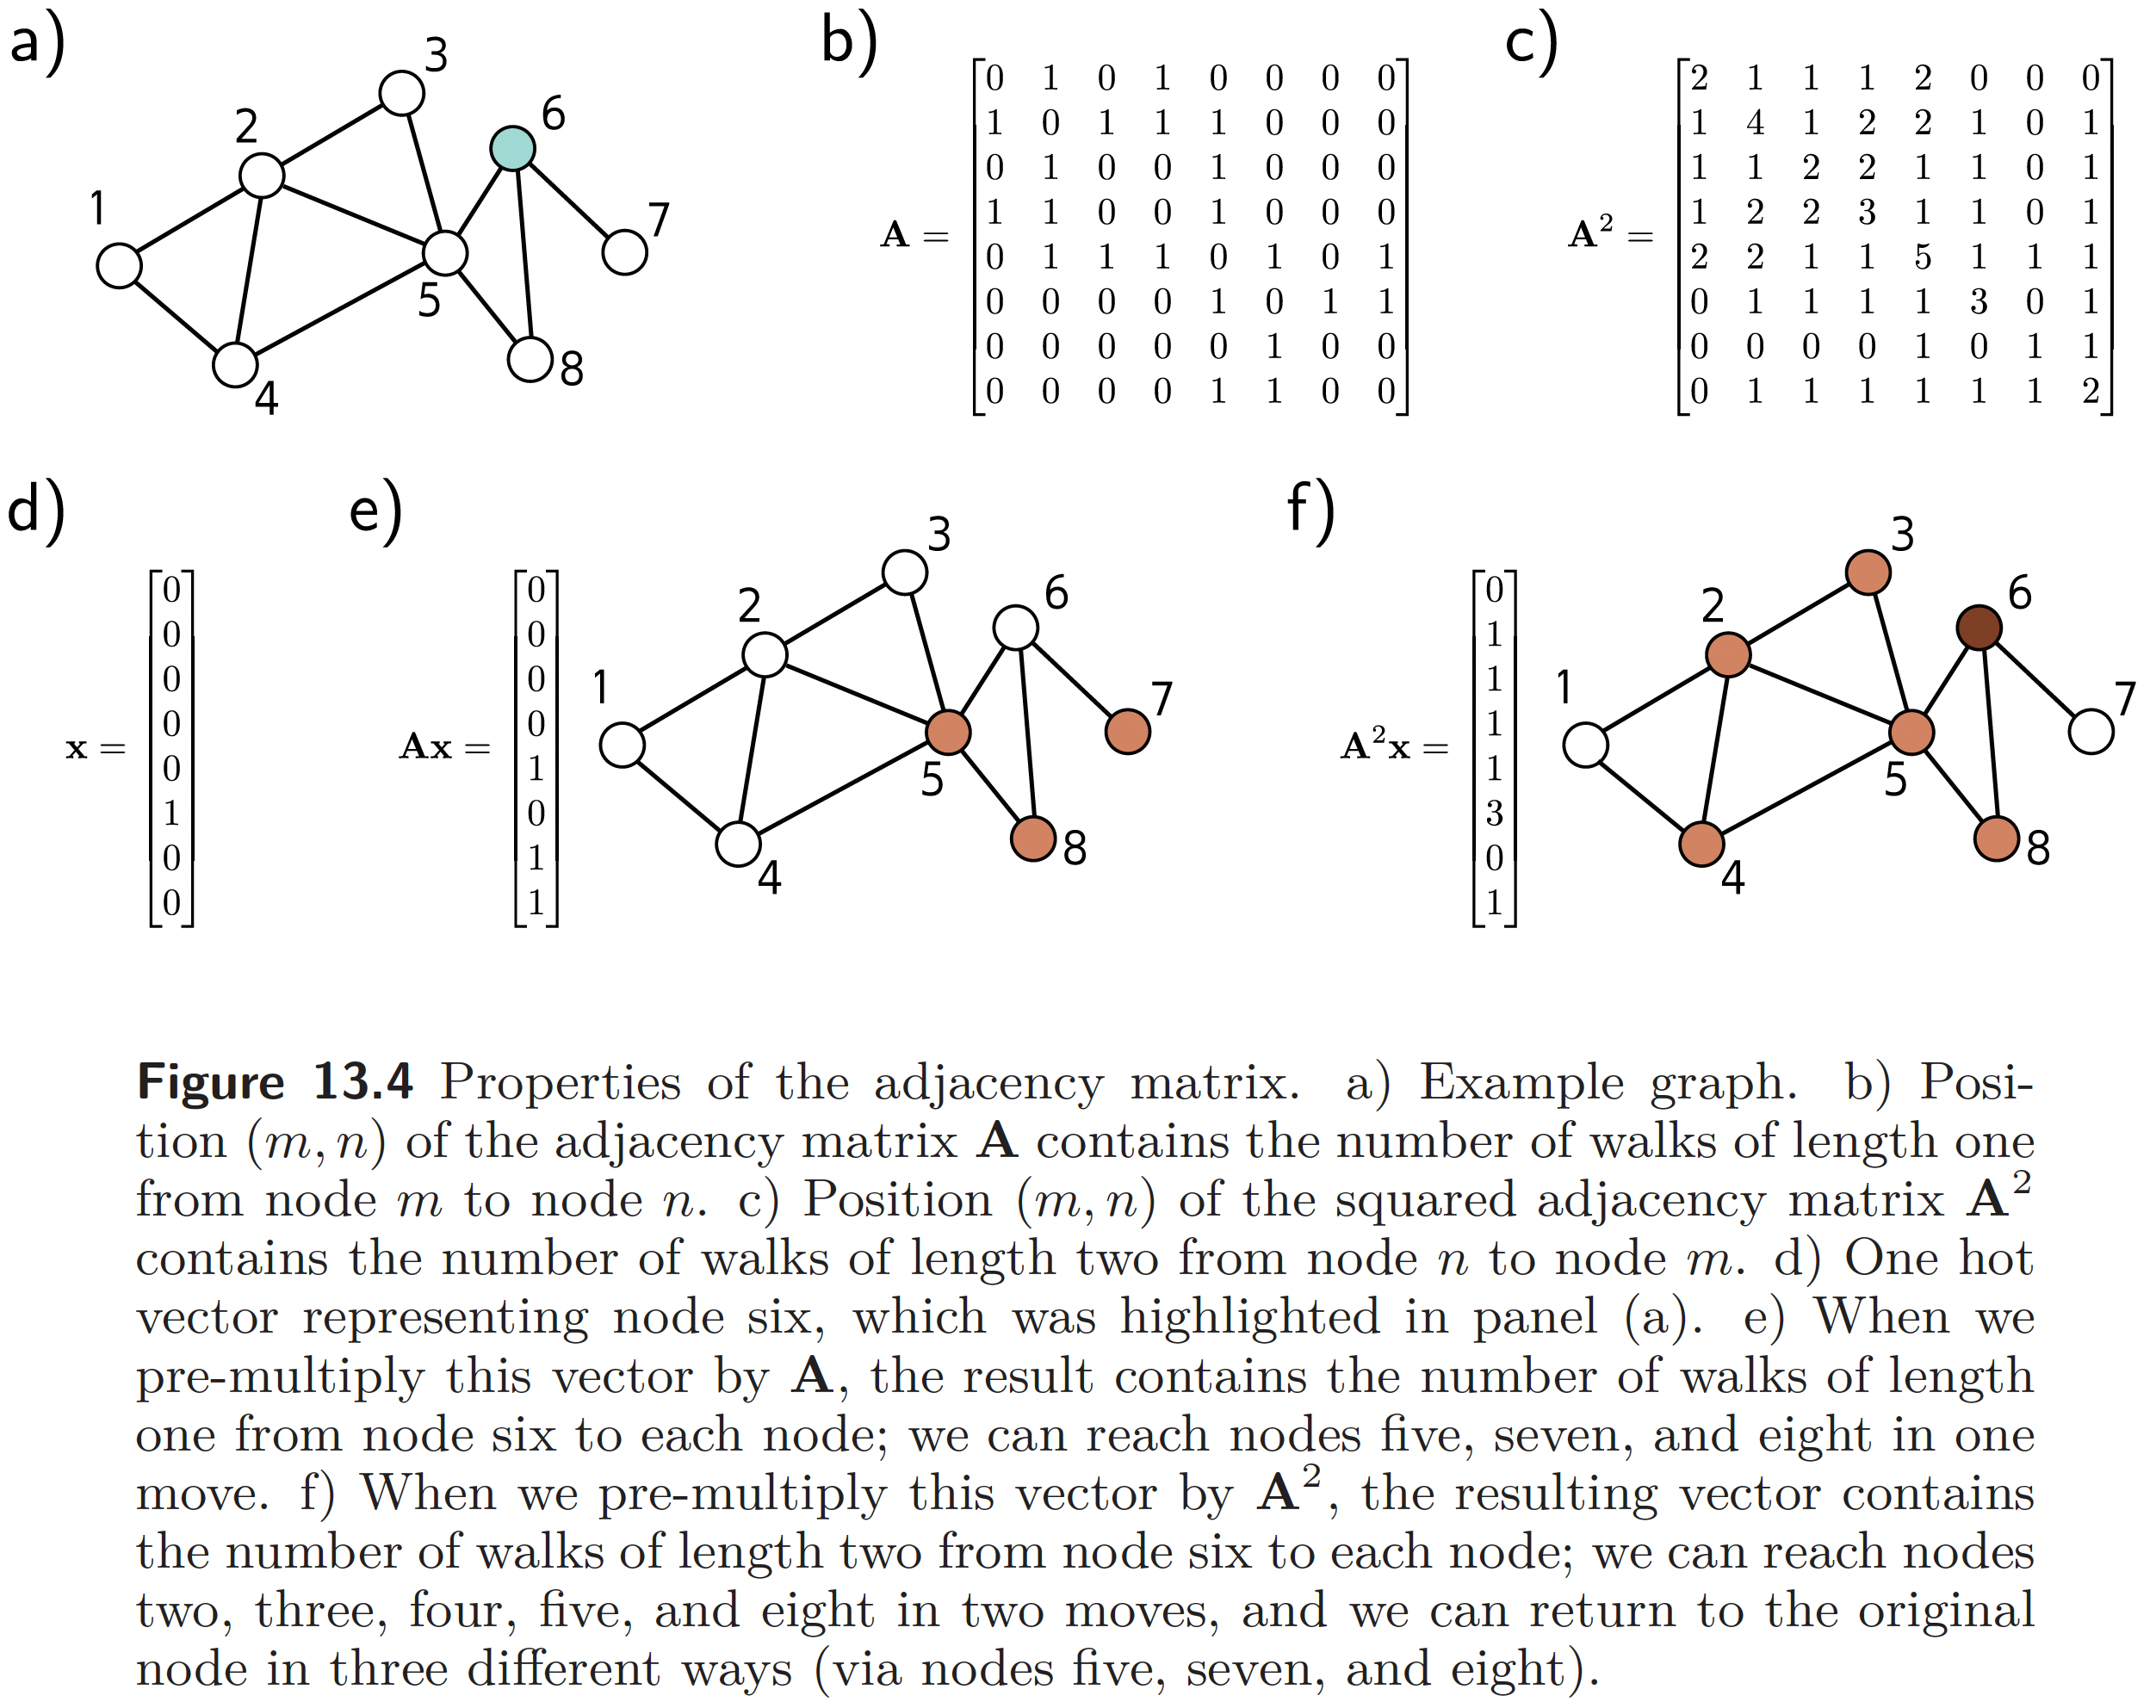 a)
3
2
6
1
7
5
8
4
b)
A =
0 1 0 1 0 0 0 0
1 0 1 1 1 0 0 0
0 1 0 0 1 0 0 0
1 1 0 0 1 0 0 0
0 1 1 1 0 1 0 1
0 0 0 0 1 0 1 1
0 0 0 0 0 1 0 0
0 0 0 0 1 1 0 0
c)
A² =
2 1 1 1 2 0 0 0
1 4 1 2 2 1 0 1
1 1 2 2 1 1 0 1
1 2 2 3 1 1 0 1
2 2 1 1 5 1 1 1
0 1 1 1 1 3 0 1
0 0 0 0 1 0 1 1
0 1 1 1 1 1 1 2
d)
x =
0
0
0
0
0
1
0
0
e)
Ax =
0
0
0
0
1
0
1
1
3
2
6
1
7
5
8
4
f)
A²x =
0
1
1
1
1
3
0
1
3
2
6
1
7
5
8
4
Figure 13.4 Properties of the adjacency matrix. a) Example graph. b) Posi-
tion (m, n) of the adjacency matrix A contains the number of walks of length one
from node m to node n. c) Position (m, n) of the squared adjacency matrix A²
contains the number of walks of length two from node n to node m. d) One hot
vector representing node six, which was highlighted in panel (a). e) When we
pre-multiply this vector by A, the result contains the number of walks of length
one from node six to each node; we can reach nodes five, seven, and eight in one
move. f) When we pre-multiply this vector by A², the resulting vector contains
the number of walks of length two from node six to each node; we can reach nodes
two, three, four, five, and eight in two moves, and we can return to the original
node in three different ways (via nodes five, seven, and eight).